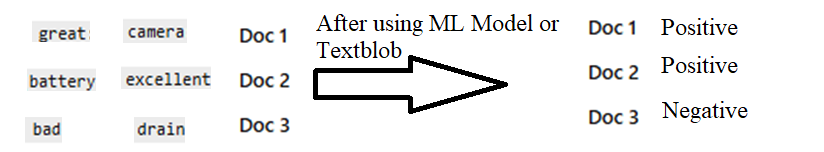 great camera Doc 1
battery excellent Doc 2
bad drain Doc 3
After using ML Model or
Textblob
Doc 1 Positive
Doc 2 Positive
Doc 3 Negative